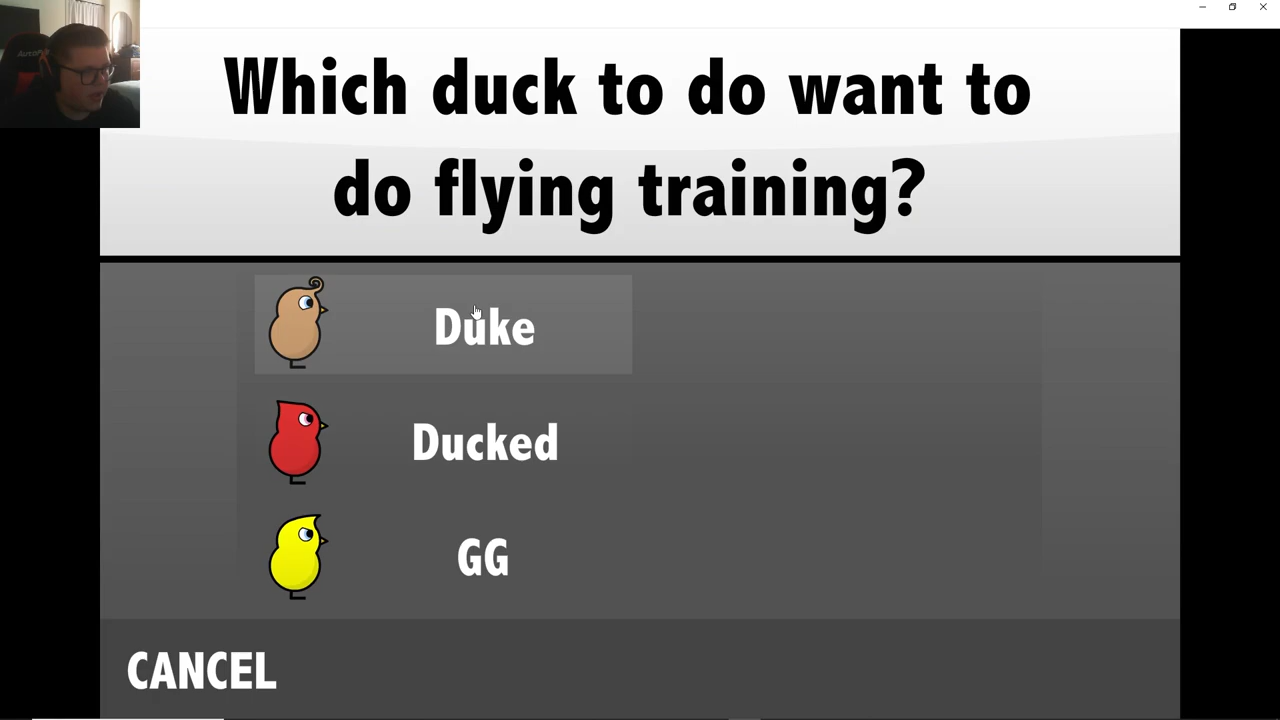 Which duck to do want to
do flying training?
Duke
Ducked
GG
CANCEL